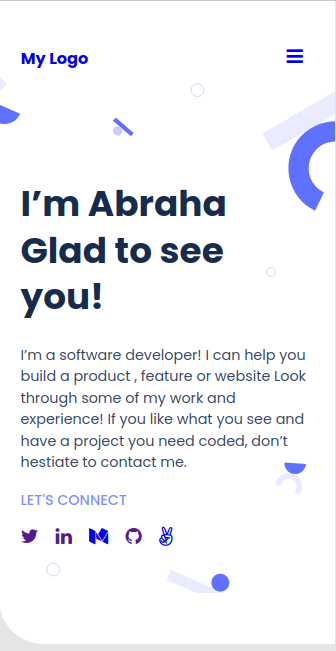 My Logo
I’m Abraha
Glad to see
you!
I’m a software developer! I can help you
build a product , feature or website Look
through some of my work and
experience! If you like what you see and
have a project you need coded, don’t
hestiate to contact me.
LET'S CONNECT